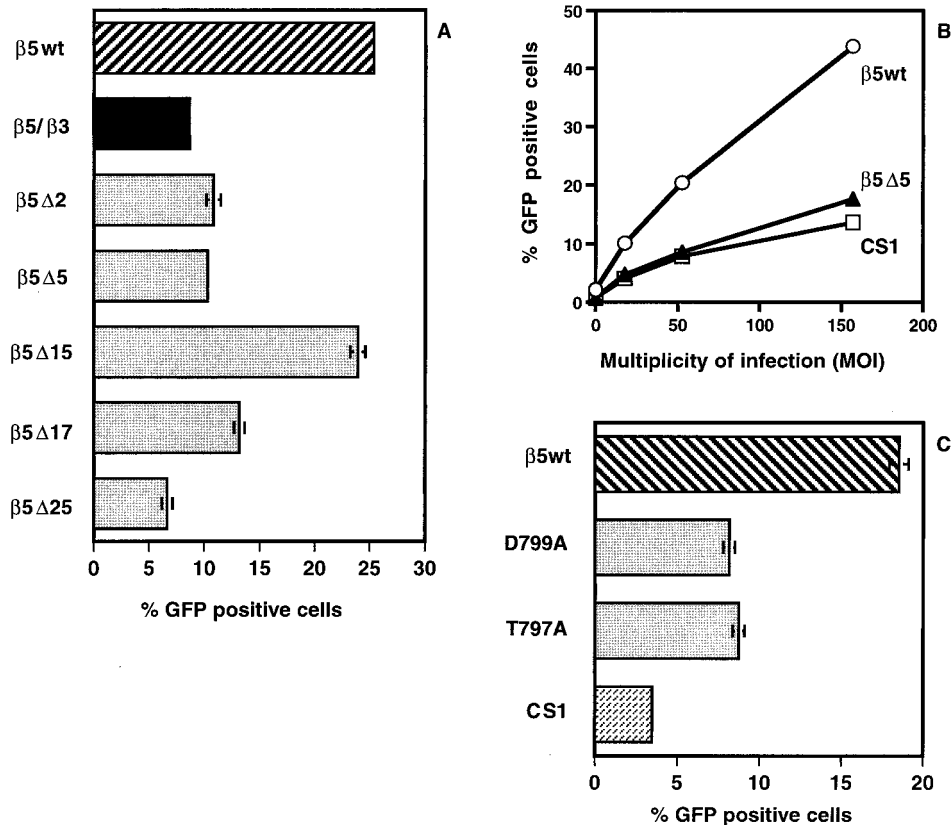 A
β5wt
β5/β3
β5Δ2
β5Δ5
β5Δ15
β5Δ17
β5Δ25
0 5 10 15 20 25 30
% GFP positive cells
B
% GFP positive cells
50
40
30
20
10
0
β5wt
β5Δ5
CS1
0 50 100 150 200
Multiplicity of infection (MOI)
C
β5wt
D799A
T797A
CS1
0 5 10 15 20
% GFP positive cells